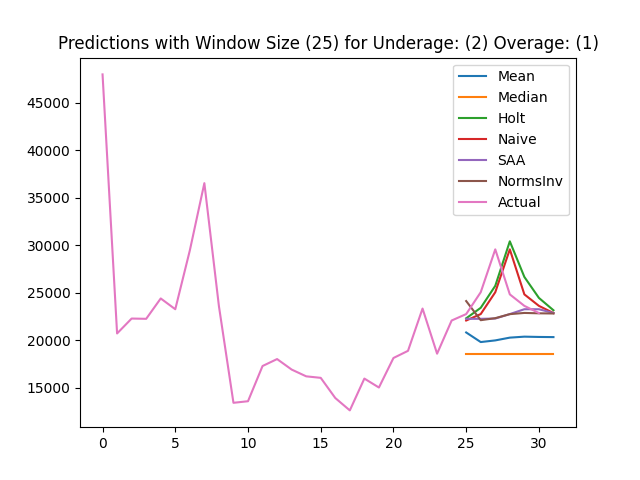 Predictions with Window Size (25) for Underage: (2) Overage: (1)
45000
40000
35000
30000
25000
20000
15000
0
5
10
15
20
25
30
Mean
Median
Holt
Naive
SAA
NormsInv
Actual